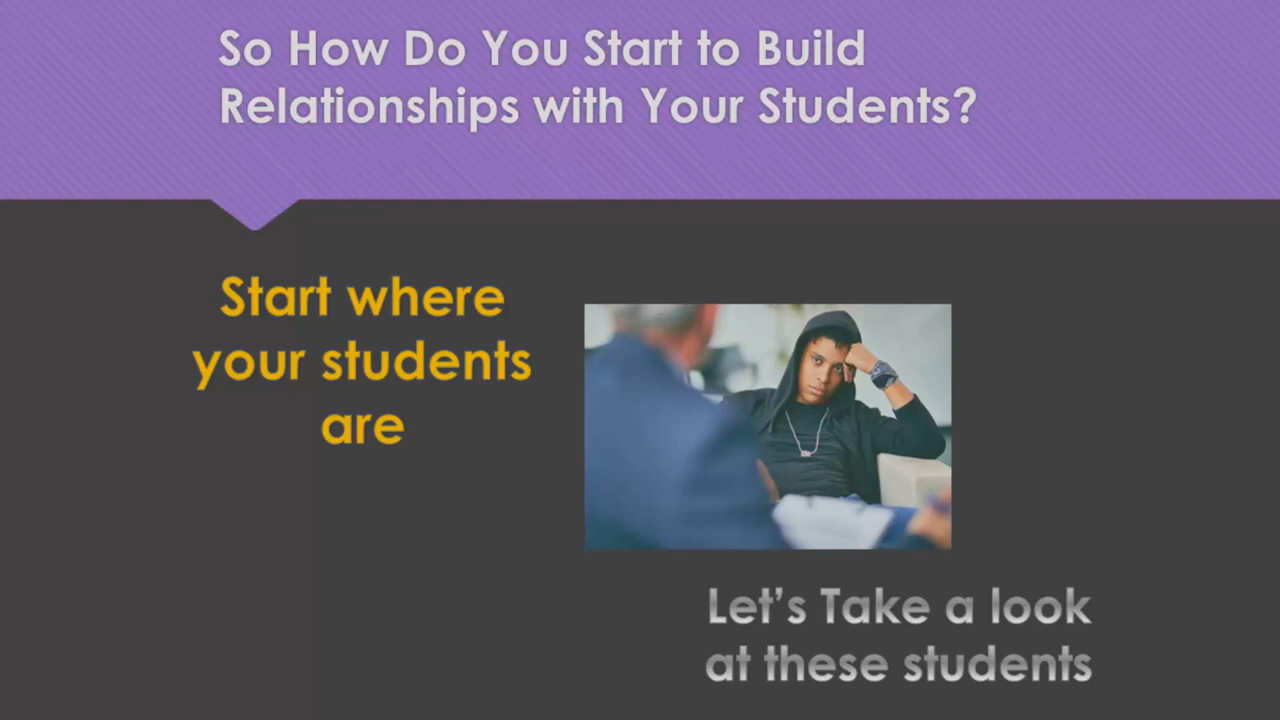 So How Do You Start to Build
Relationships with Your Students?
Start where
your students
are
Let’s Take a look
at these students